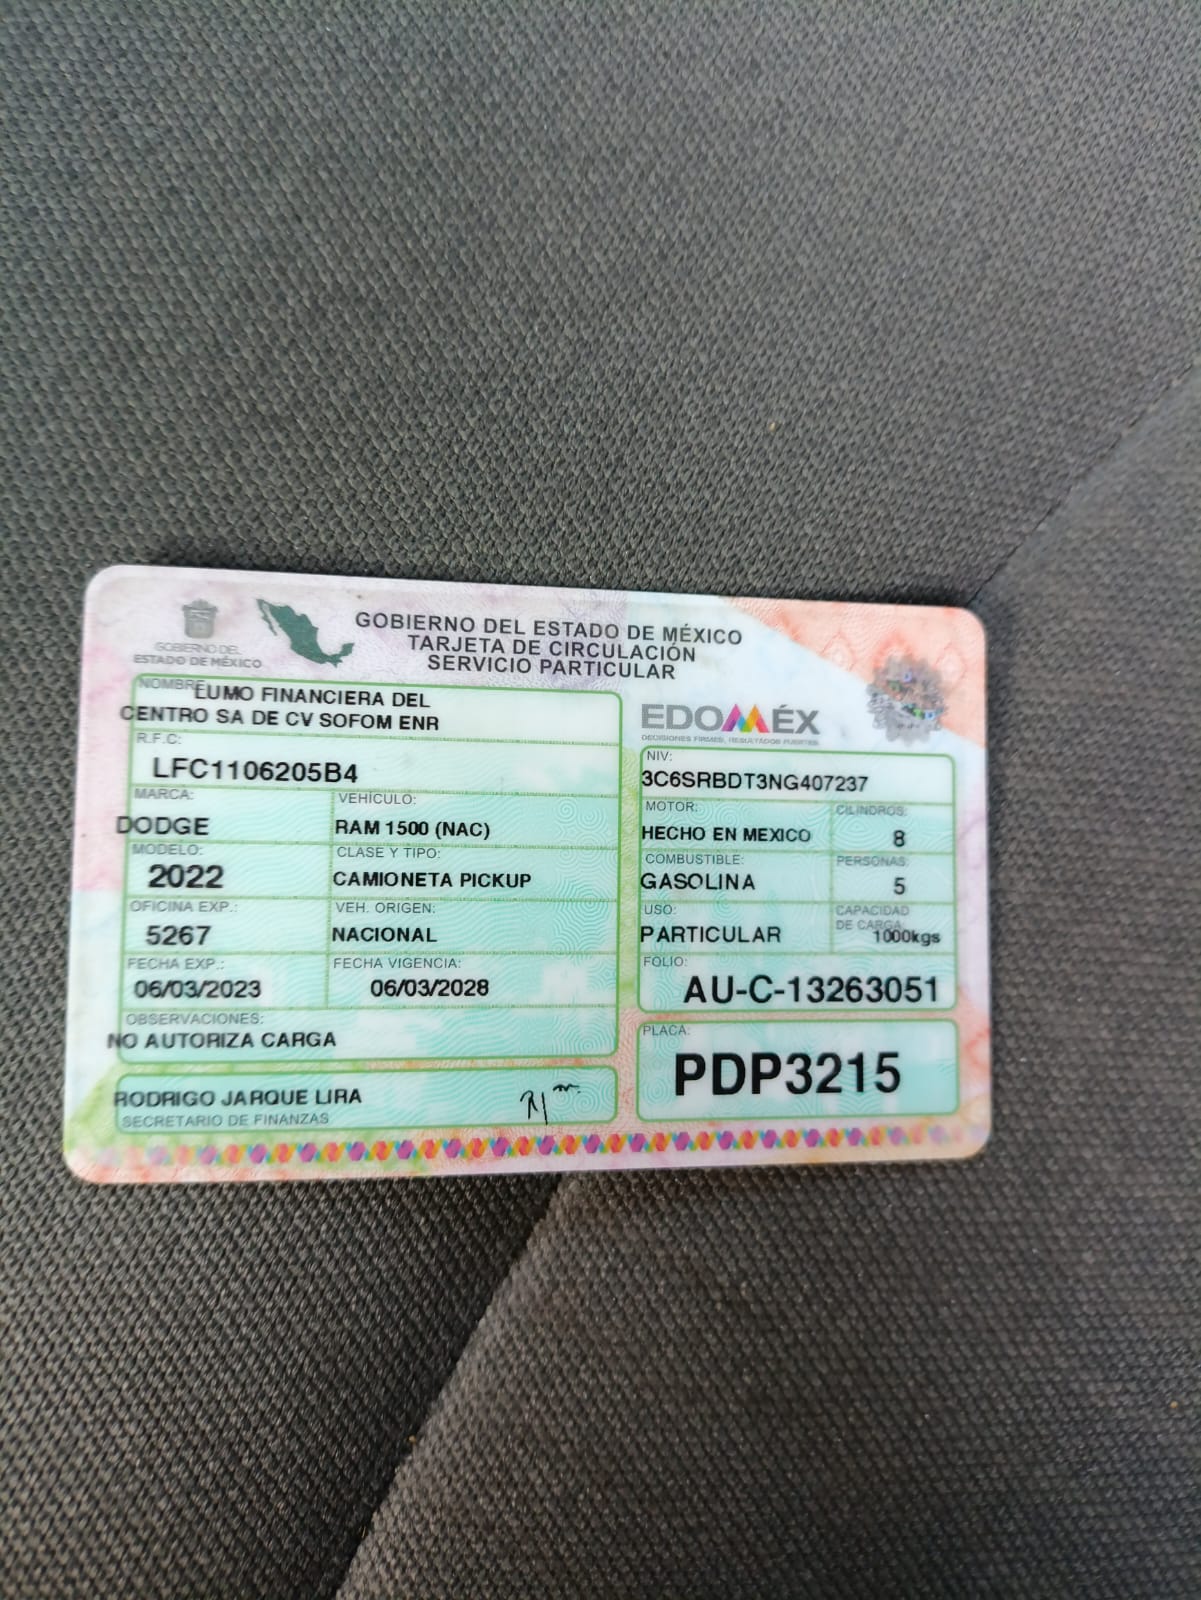 GOBIERNO DEL
ESTADO DE MÉXICO
GOBIERNO DEL ESTADO DE MÉXICO
TARJETA DE CIRCULACIÓN
SERVICIO PARTICULAR
NOMBRE
LUMO FINANCIERA DEL
CENTRO SA DE CV SOFOM ENR
R.F.C:
LFC1106205B4
MARCA:
DODGE
VEHÍCULO:
RAM 1500 (NAC)
MODELO:
2022
CLASE Y TIPO:
CAMIONETA PICKUP
OFICINA EXP.:
5267
VEH. ORIGEN:
NACIONAL
FECHA EXP.:
06/03/2023
FECHA VIGENCIA:
06/03/2028
OBSERVACIONES:
NO AUTORIZA CARGA
RODRIGO JARQUE LIRA
SECRETARIO DE FINANZAS
EDOMÉX
DECISIONES FIRMES, RESULTADOS FUERTES.
NIV:
3C6SRBDT3NG407237
MOTOR:
HECHO EN MEXICO
CILINDROS:
8
COMBUSTIBLE:
GASOLINA
PERSONAS:
5
USO:
PARTICULAR
CAPACIDAD
DE CARGA:
1000kgs
FOLIO:
AU-C-13263051
PLACA:
PDP3215